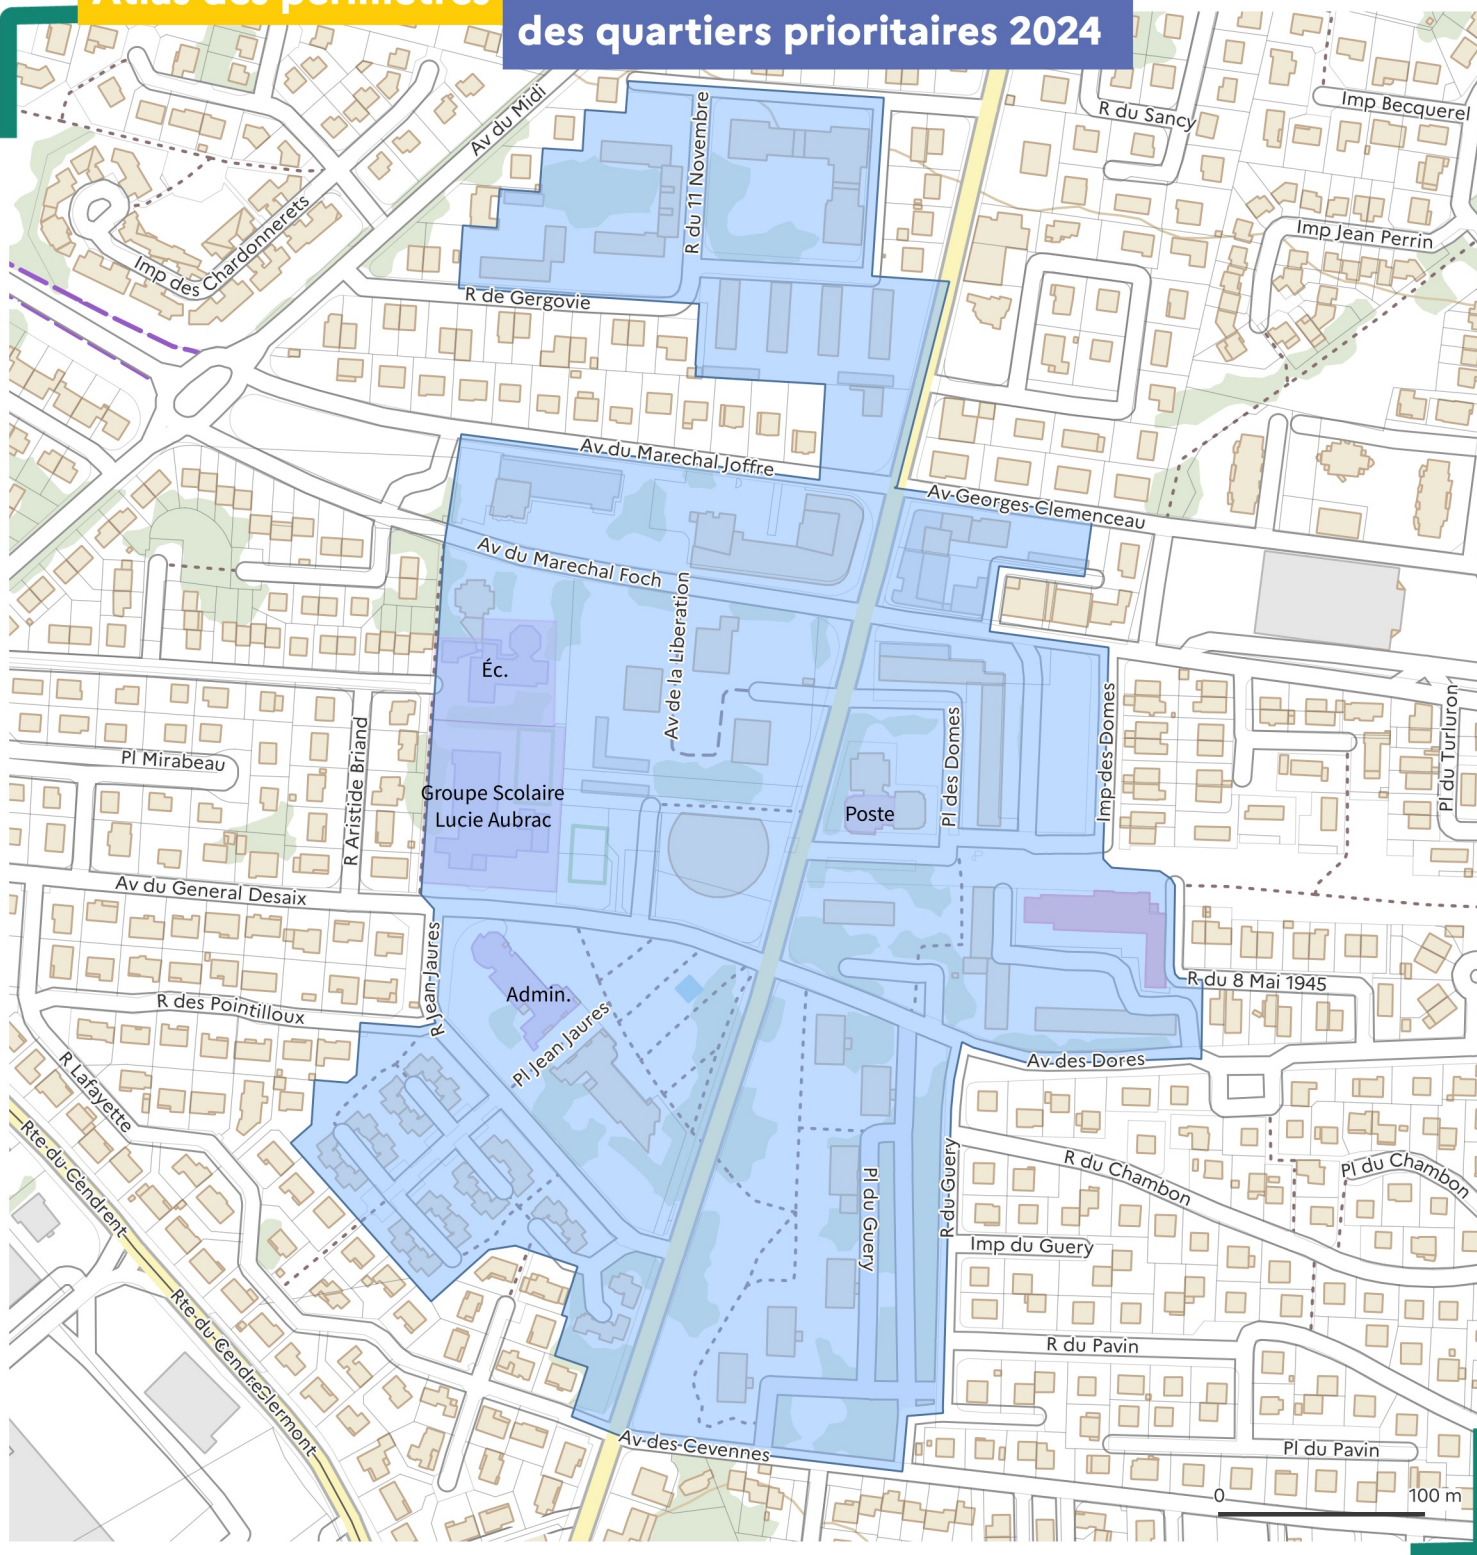 Atlas des périmètres
des quartiers prioritaires 2024
Av du Midi
R du 11 Novembre
R du Sancy
Imp Becquerel
Imp des Chardonnerets
Imp Jean Perrin
R de Gergovie
Av du Marechal Joffre
Av Georges Clemenceau
Av du Marechal Foch
Av de la Liberation
Éc.
Imp des Domes
Pl du Turluron
Pl Mirabeau
R Aristide Briand
Groupe Scolaire
Lucie Aubrac
Poste
Pl des Domes
Av du General Desaix
R Jean Jaures
R des Pointilloux
Admin.
Pl Jean Jaures
R du 8 Mai 1945
Av des Dores
R Lafayette
Rte du Cendre
R du Guery
Pl du Guery
R du Chambon
Pl du Chambon
Imp du Guery
Rte du Cendre
Clermont
R du Pavin
Av des Cevennes
Pl du Pavin
0
100 m